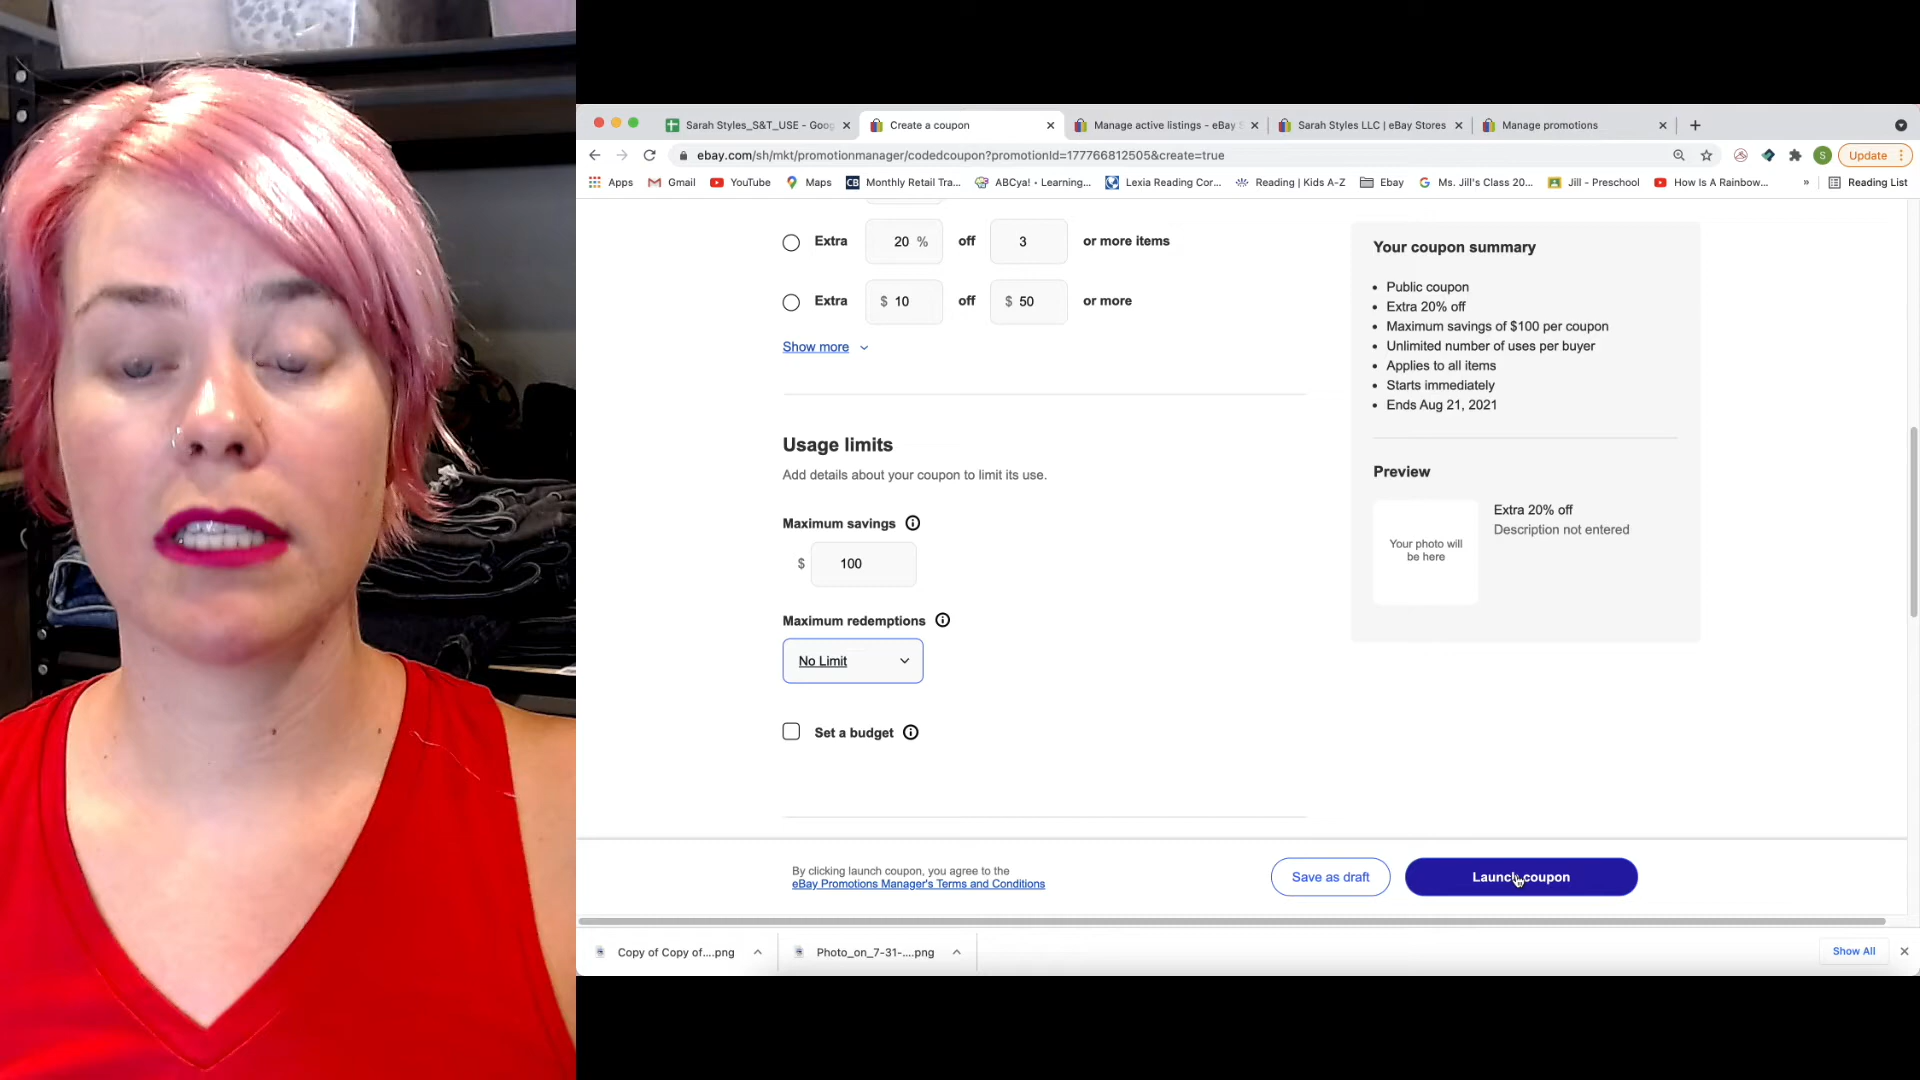 Sarah Styles_S&T_USE - Goog
Create a coupon
Manage active listings - eBay S
Sarah Styles LLC | eBay Stores
Manage promotions
ebay.com/sh/mkt/promotionmanager/codedcoupon?promotionId=177766812505&create=true
S
Update
Apps
Gmail
YouTube
Maps
CB
Monthly Retail Tra...
ABCya! • Learning...
Lexia Reading Cor...
Reading | Kids A-Z
Ebay
Ms. Jill's Class 20...
Jill - Preschool
How Is A Rainbow...
»
Reading List
Extra 20 % off 3 or more items
Extra $ 10 off $ 50 or more
Show more
Usage limits
Add details about your coupon to limit its use.
Maximum savings
$ 100
Maximum redemptions
No Limit
Set a budget
Your coupon summary
• Public coupon
• Extra 20% off
• Maximum savings of $100 per coupon
• Unlimited number of uses per buyer
• Applies to all items
• Starts immediately
• Ends Aug 21, 2021
Preview
Your photo will
be here
Extra 20% off
Description not entered
By clicking launch coupon, you agree to the
eBay Promotions Manager's Terms and Conditions
Save as draft
Launch coupon
Copy of Copy of....png
Photo_on_7-31-....png
Show All